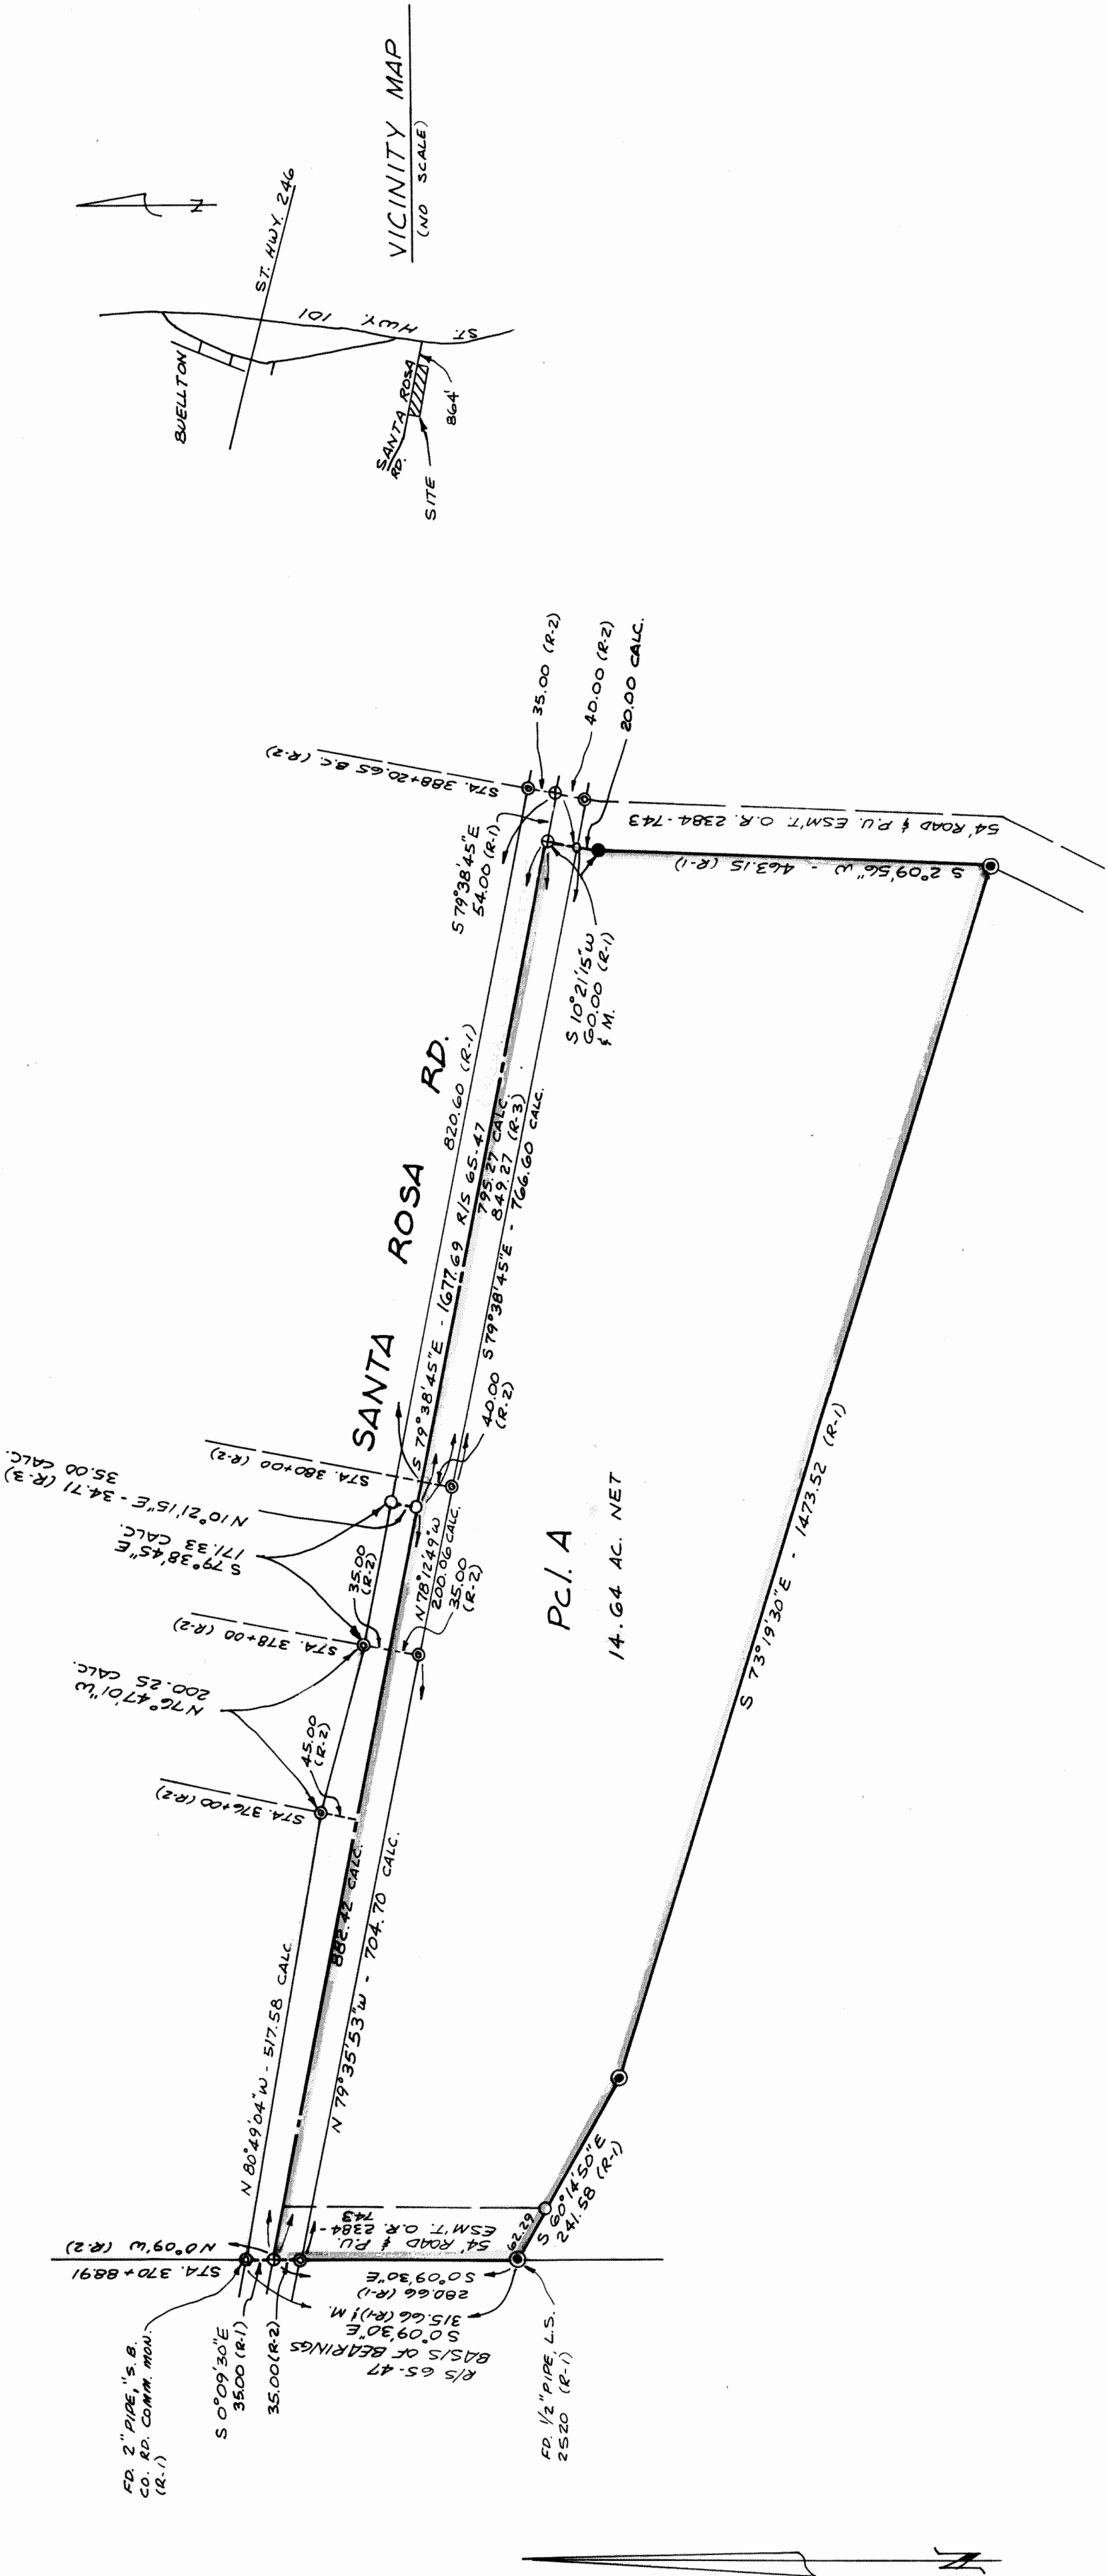 VICINITY MAP
(NO SCALE)
N
BUELLTON
ST. HWY. 246
ST. HWY. 101
SANTA ROSA
RD.
SITE
864'
SANTA ROSA RD.
FD. 2" PIPE, "S.B.
CO. RD. COMM. MON.
(R-1)
S 0°09'30"E
35.00 (R-1)
35.00 (R-2)
STA. 370+88.91
N0°09'W (R-2)
N 80°49'04"W - 517.58 CALC.
STA. 376+00 (R-2)
45.00
(R-2)
N76°47'01"W
200.25 CALC.
STA. 378+00 (R-2)
35.00
(R-2)
S79°38'45"E
171.33 CALC.
N10°21'15"E - 34.71 (R-3)
35.00 CALC.
STA. 380+00 (R-2)
820.60 (R-1)
S 79°38'45"E - 1677.69 R/S 65-47
882.42 CALC.
795.27 CALC.
849.27 (R-3)
N 79°35'53"W - 704.70 CALC.
N78°12'49"W
200.06 CALC.
35.00
(R-2)
40.00
(R-2)
S79°38'45"E - 766.60 CALC.
S79°38'45"E
54.00 (R-1)
STA. 388+20.65 B.C. (R-2)
35.00 (R-2)
40.00 (R-2)
20.00 CALC.
S 10°21'15"W
60.00 (R-1)
& M.
54' ROAD & P.U. ESM'T. O.R. 2384-743
S 2°09'56"W - 463.15 (R-1)
Pcl. A
14.64 AC. NET
S 73°19'30"E - 1473.52 (R-1)
54' ROAD & P.U.
ESM'T. O.R. 2384-
743
62.29
S 60°14'50"E
241.58 (R-1)
S0°09'30"E
280.66 (R-1)
R/S 65-47
BASIS OF BEARINGS
S0°09'30"E
315.66 (R-1) & M.
FD. 1/2" PIPE, L.S.
2520 (R-1)
N